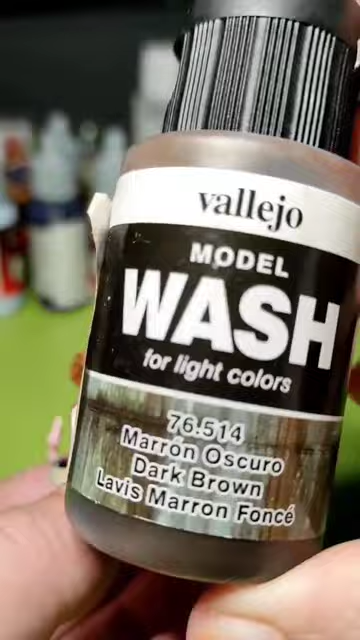 vallejo
MODEL
WASH
for light colors
76.514
Marrón Oscuro
Dark Brown
Lavis Marron Foncé